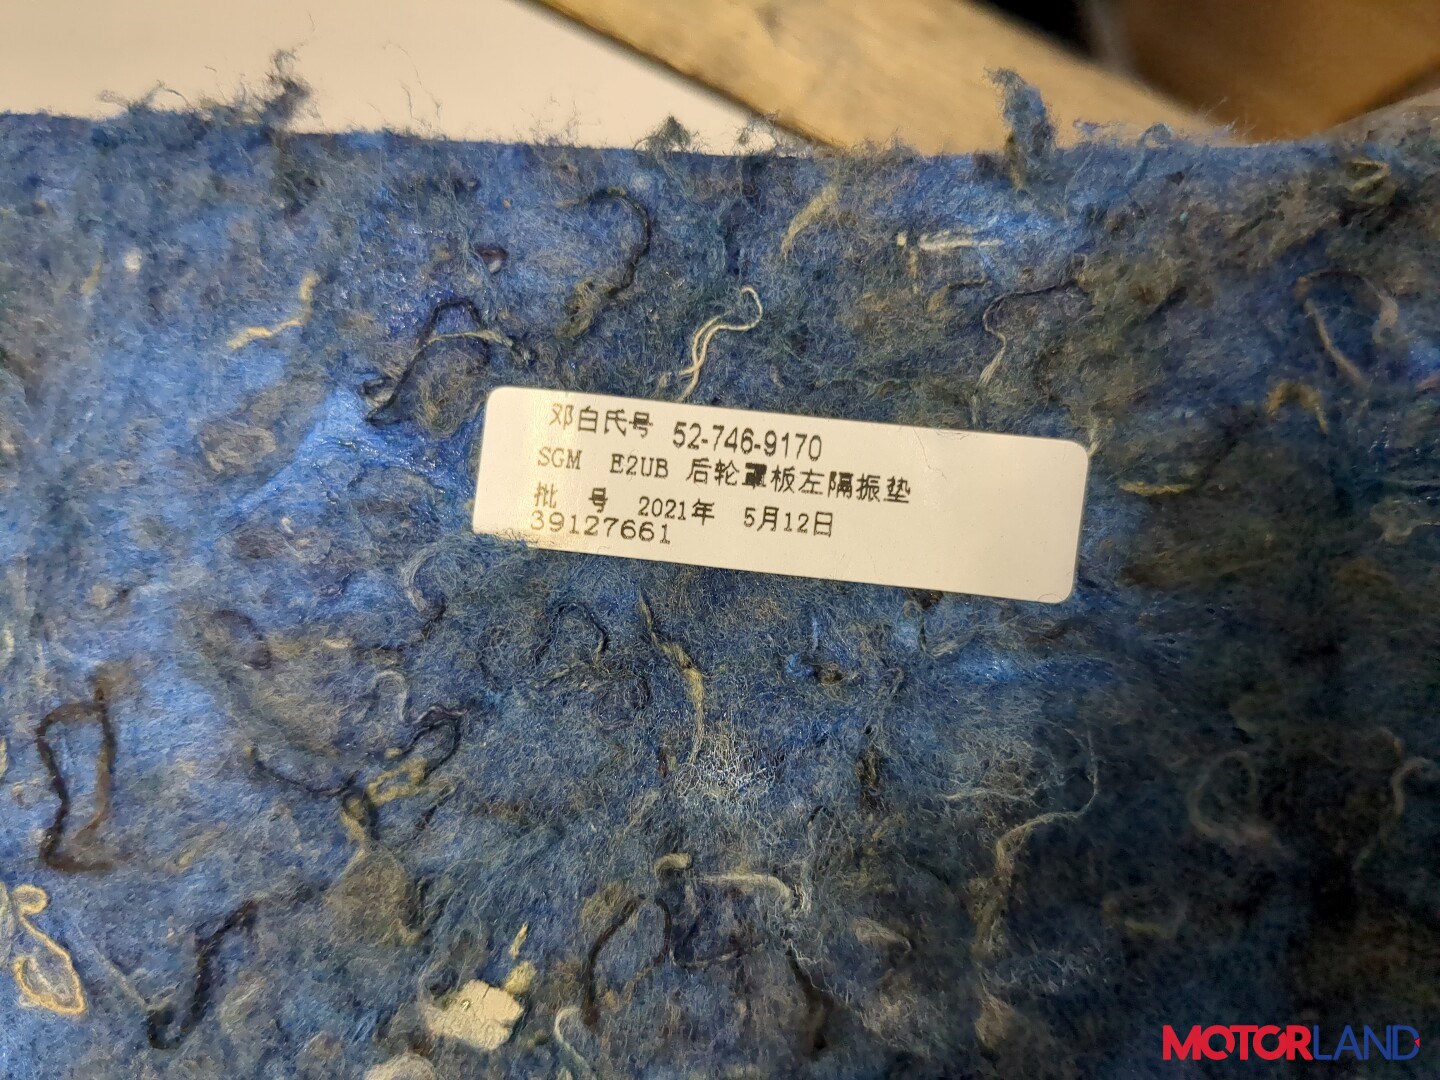 邓白氏号 52-746-9170
SGM E2UB 后轮罩板左隔振垫
批 号 2021年 5月12日
39127661
MOTORLAND